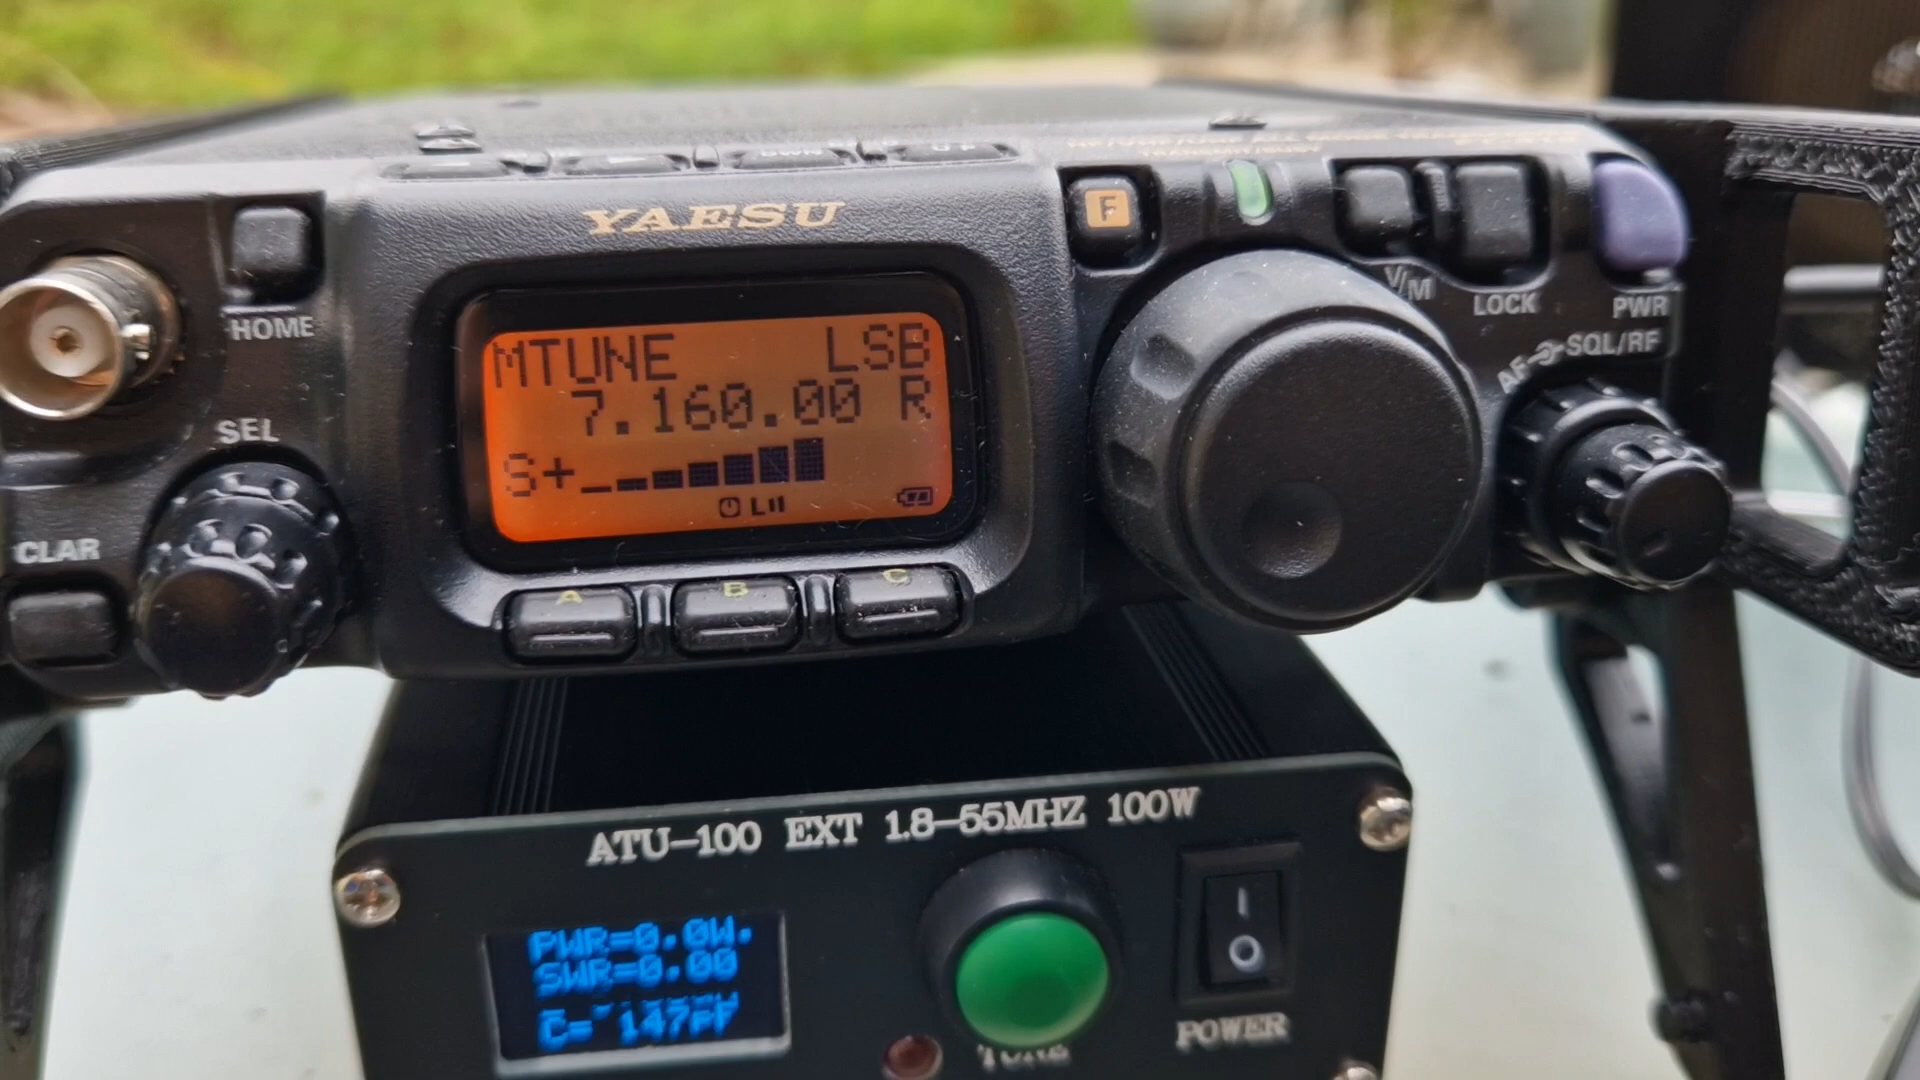 YAESU
F
HOME
V/M
LOCK
PWR
AF
SQL/RF
MTUNE LSB
7.160.00 R
S+
L
SEL
CLAR
A
B
C
ATU-100 EXT 1.8-55MHZ 100W
PWR=0.0W.
SWR=0.00
C= 147pF
POWER